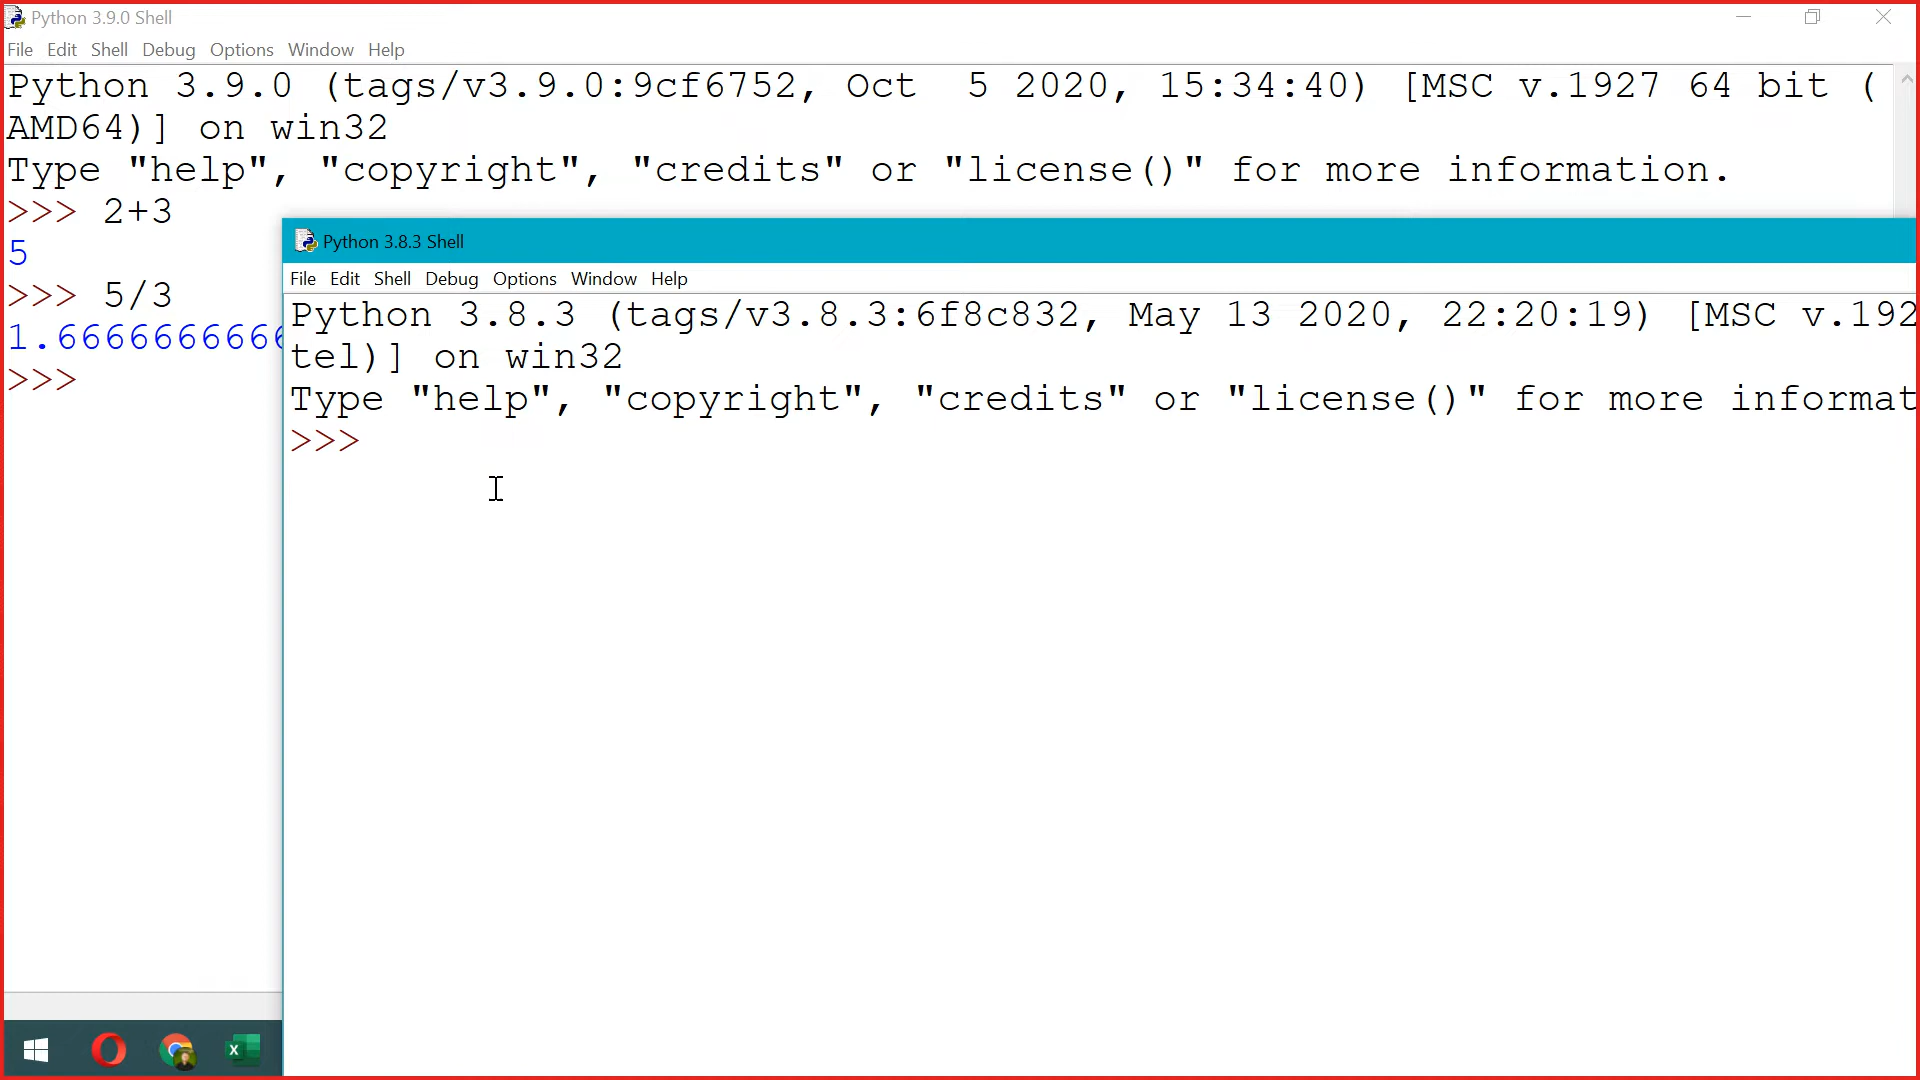 Python 3.9.0 Shell
File Edit Shell Debug Options Window Help
Python 3.9.0 (tags/v3.9.0:9cf6752, Oct  5 2020, 15:34:40) [MSC v.1927 64 bit (
AMD64)] on win32
Type "help", "copyright", "credits" or "license()" for more information.
>>> 2+3
5
>>> 5/3
1.6666666666
>>>
Python 3.8.3 Shell
File Edit Shell Debug Options Window Help
Python 3.8.3 (tags/v3.8.3:6f8c832, May 13 2020, 22:20:19) [MSC v.192
tel)] on win32
Type "help", "copyright", "credits" or "license()" for more informat
>>>